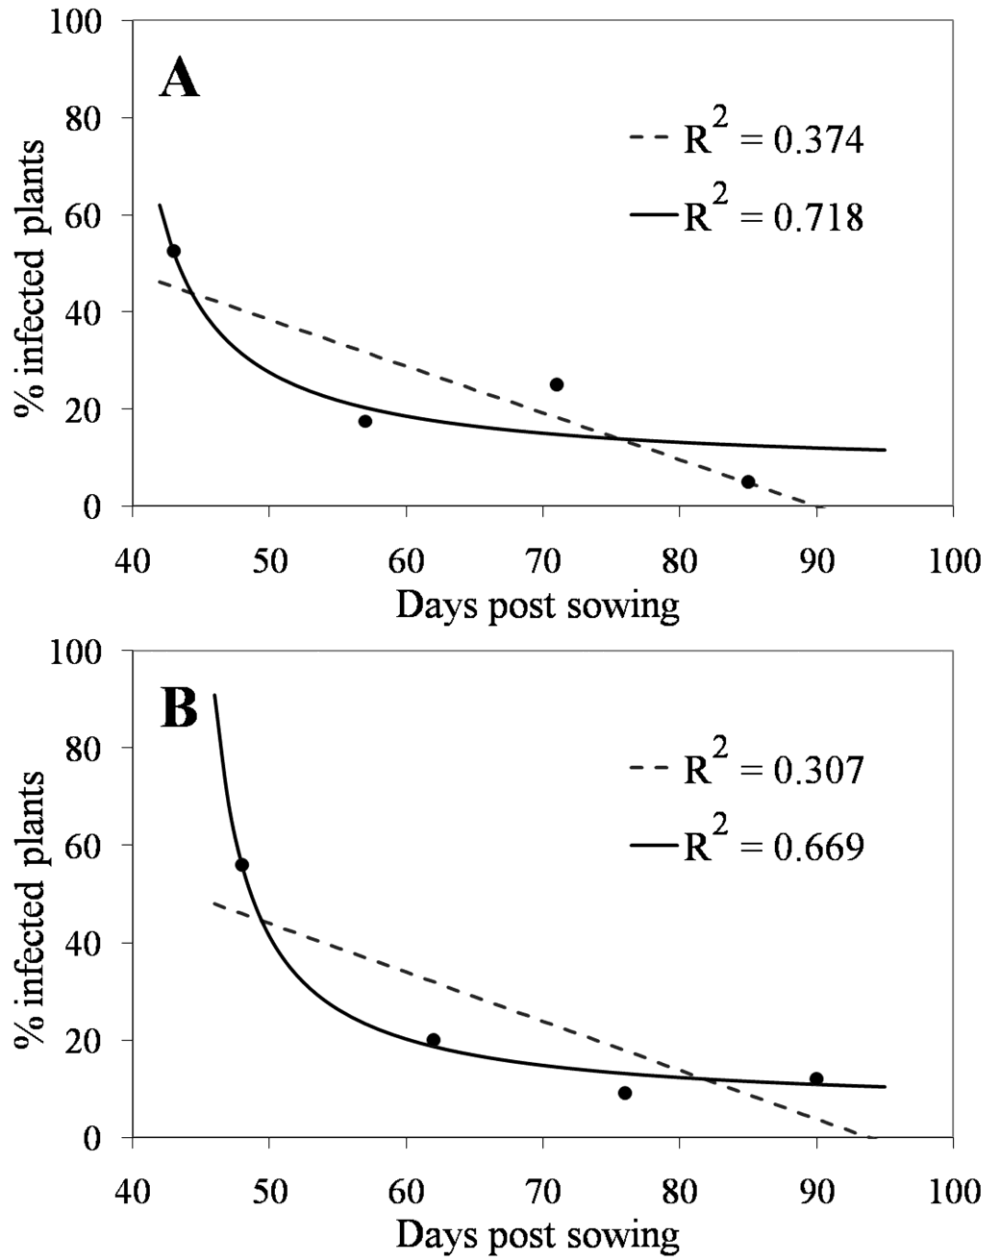 100
A
80
R² = 0.374
60
R² = 0.718
40
20
0
% infected plants
40 50 60 70 80 90 100
Days post sowing
100
B
80
R² = 0.307
60
R² = 0.669
40
20
0
% infected plants
40 50 60 70 80 90 100
Days post sowing